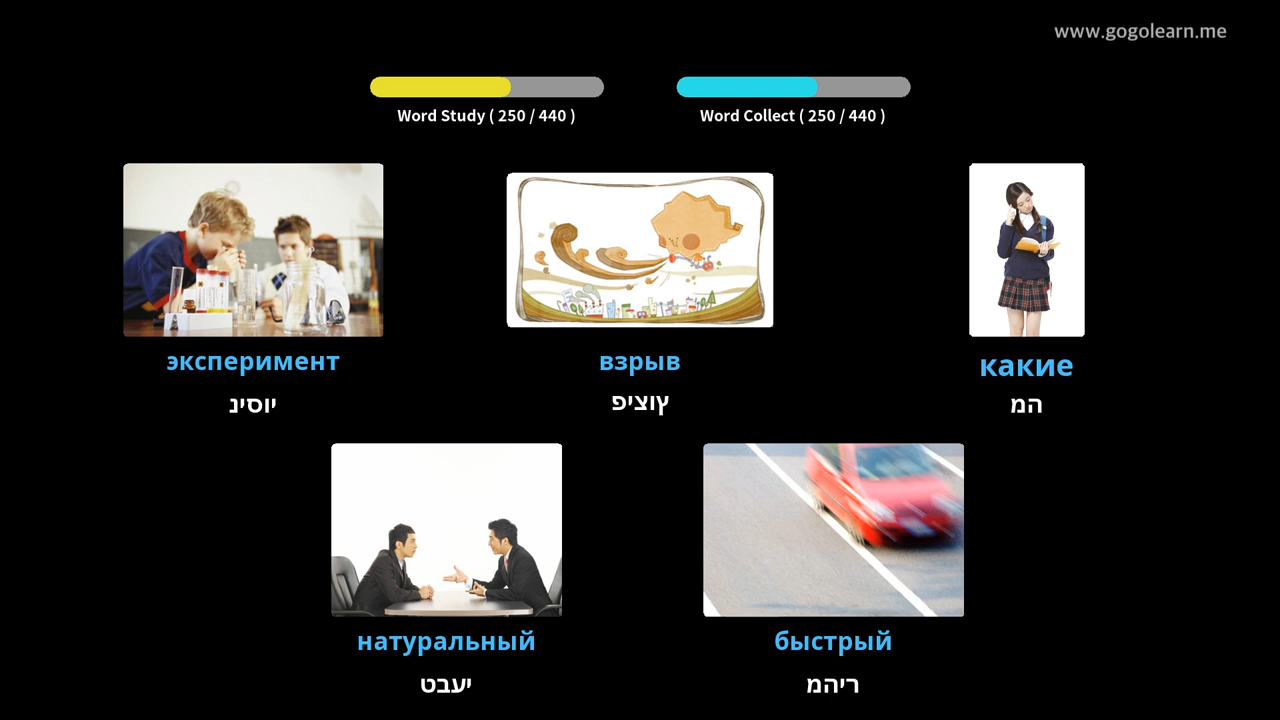 www.gogolearn.me
Word Study ( 250 / 440 )
Word Collect ( 250 / 440 )
эксперимент
יוסינ
взрыв
ץוציפ
какие
המ
натуральный
יעבט
быстрый
ריהמ